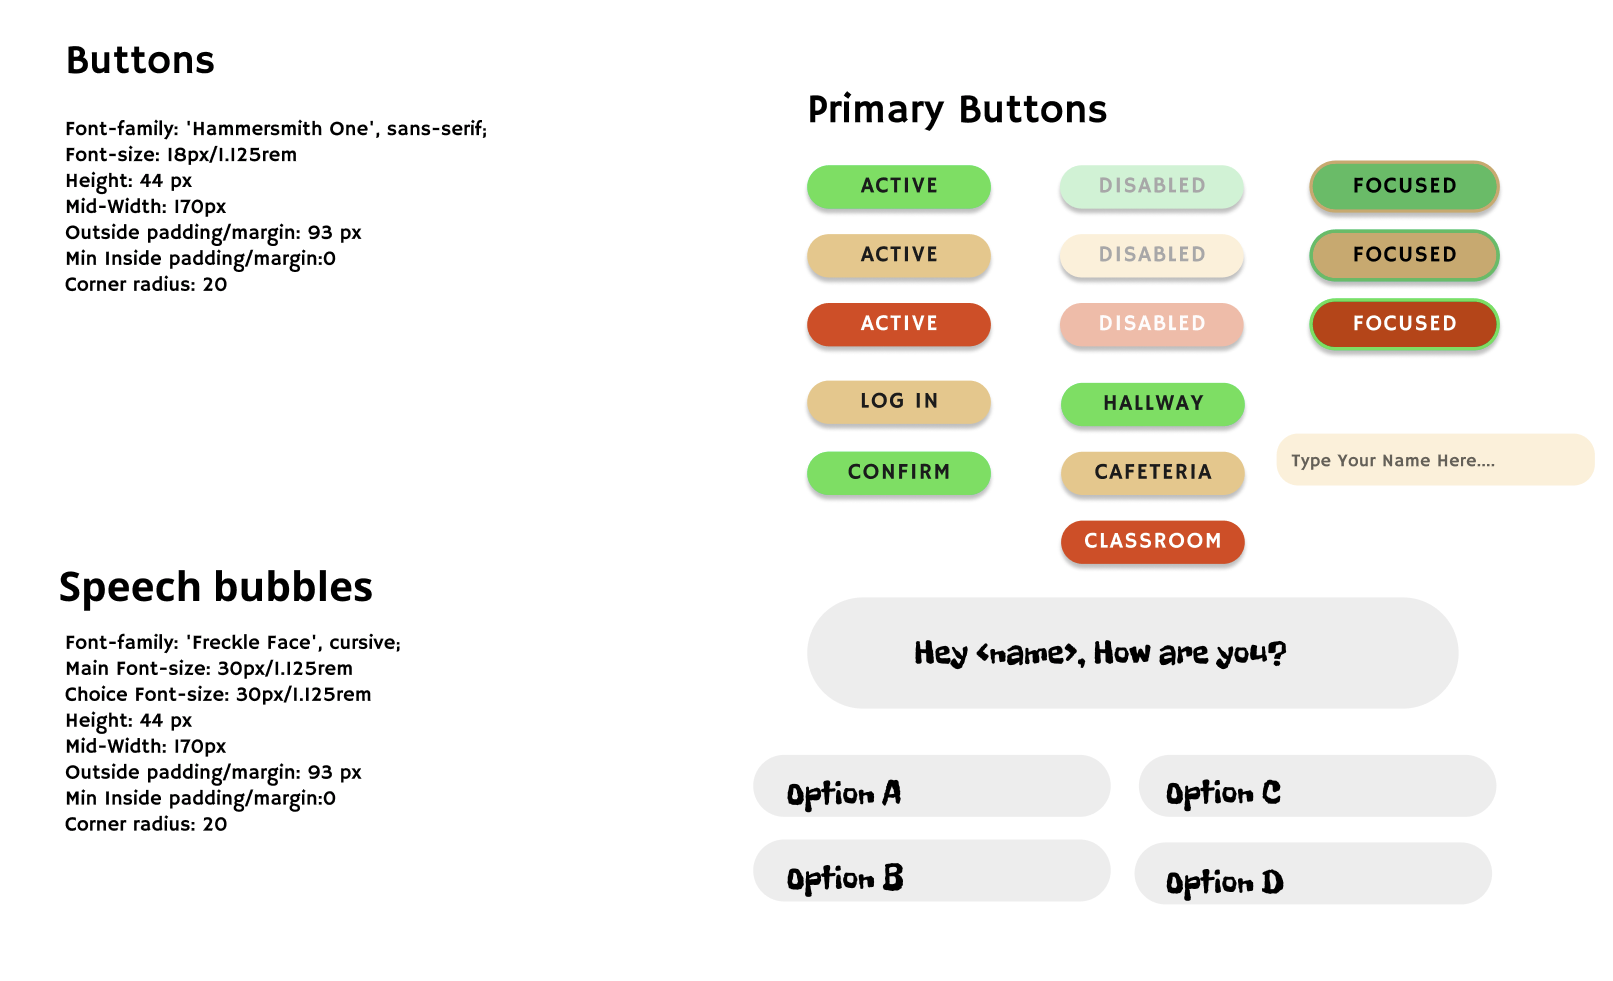 Buttons
Font-family: 'Hammersmith One', sans-serif;
Font-size: 18px/1.125rem
Height: 44 px
Mid-Width: 170px
Outside padding/margin: 93 px
Min Inside padding/margin:0
Corner radius: 20
Primary Buttons
ACTIVE DISABLED FOCUSED
ACTIVE DISABLED FOCUSED
ACTIVE DISABLED FOCUSED
LOG IN HALLWAY
Type Your Name Here....
CONFIRM CAFETERIA
CLASSROOM
Speech bubbles
Font-family: 'Freckle Face', cursive;
Main Font-size: 30px/1.125rem
Choice Font-size: 30px/1.125rem
Height: 44 px
Mid-Width: 170px
Outside padding/margin: 93 px
Min Inside padding/margin:0
Corner radius: 20
Hey <name>, How are you?
Option A Option C
Option B Option D